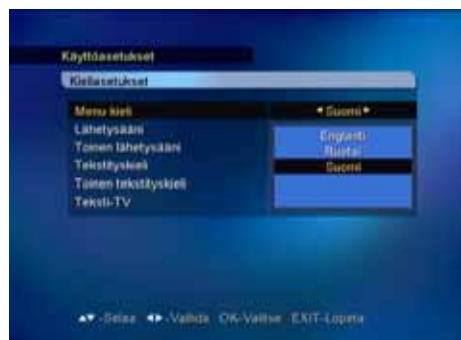 Käyttöasetukset
Kieliasetukset
Menu kieli
Suomi
Lähetysääni
Toinen lähetysääni
Tekstityskieli
Toinen tekstityskieli
Teksti-TV
Englanti
Ruotsi
Suomi
▲▼-Selaa ◄►-Vaihda OK-Valitse EXIT-Lopeta